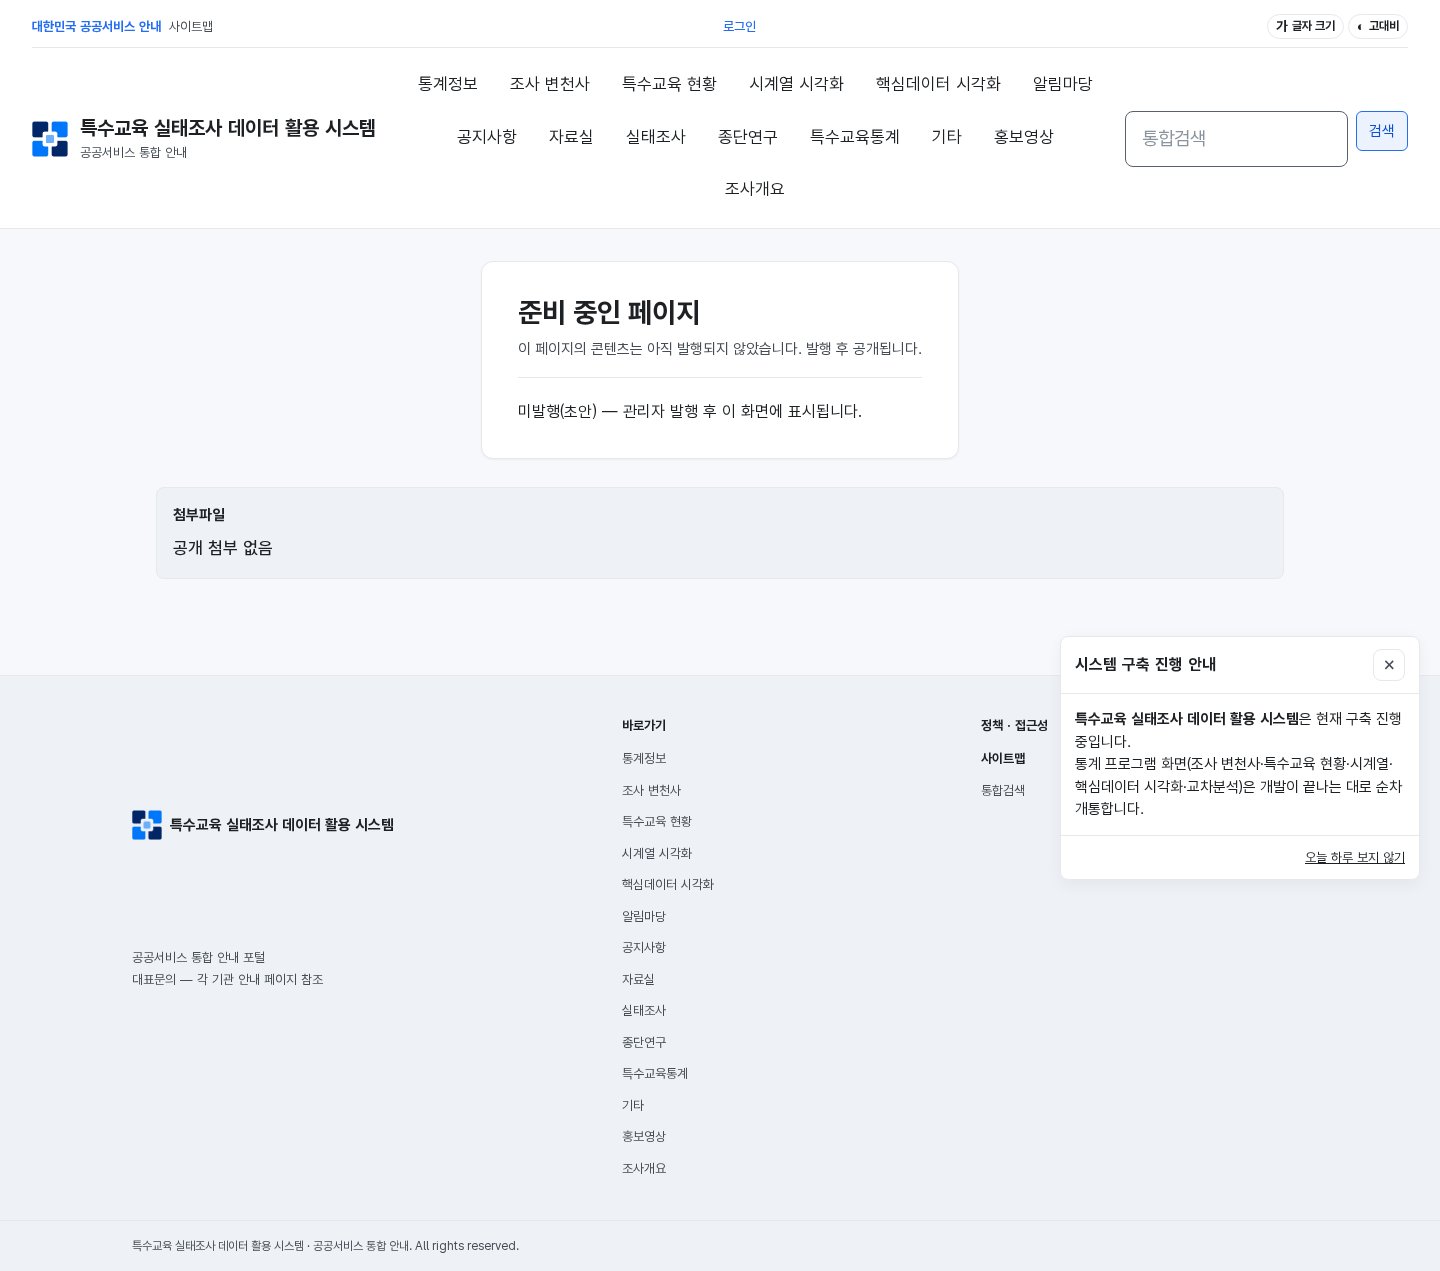 대한민국 공공서비스 안내 사이트맵
로그인
가 글자 크기
고대비
특수교육 실태조사 데이터 활용 시스템
공공서비스 통합 안내
통계정보 조사 변천사 특수교육 현황 시계열 시각화 핵심데이터 시각화 알림마당
공지사항 자료실 실태조사 종단연구 특수교육통계 기타 홍보영상
조사개요
통합검색
검색
준비 중인 페이지
이 페이지의 콘텐츠는 아직 발행되지 않았습니다. 발행 후 공개됩니다.
미발행(초안) — 관리자 발행 후 이 화면에 표시됩니다.
첨부파일
공개 첨부 없음
시스템 구축 진행 안내
✕
특수교육 실태조사 데이터 활용 시스템은 현재 구축 진행
중입니다.
통계 프로그램 화면(조사 변천사·특수교육 현황·시계열·
핵심데이터 시각화·교차분석)은 개발이 끝나는 대로 순차
개통합니다.
오늘 하루 보지 않기
특수교육 실태조사 데이터 활용 시스템
공공서비스 통합 안내 포털
대표문의 — 각 기관 안내 페이지 참조
바로가기
통계정보
조사 변천사
특수교육 현황
시계열 시각화
핵심데이터 시각화
알림마당
공지사항
자료실
실태조사
종단연구
특수교육통계
기타
홍보영상
조사개요
정책 · 접근성
사이트맵
통합검색
특수교육 실태조사 데이터 활용 시스템 · 공공서비스 통합 안내. All rights reserved.